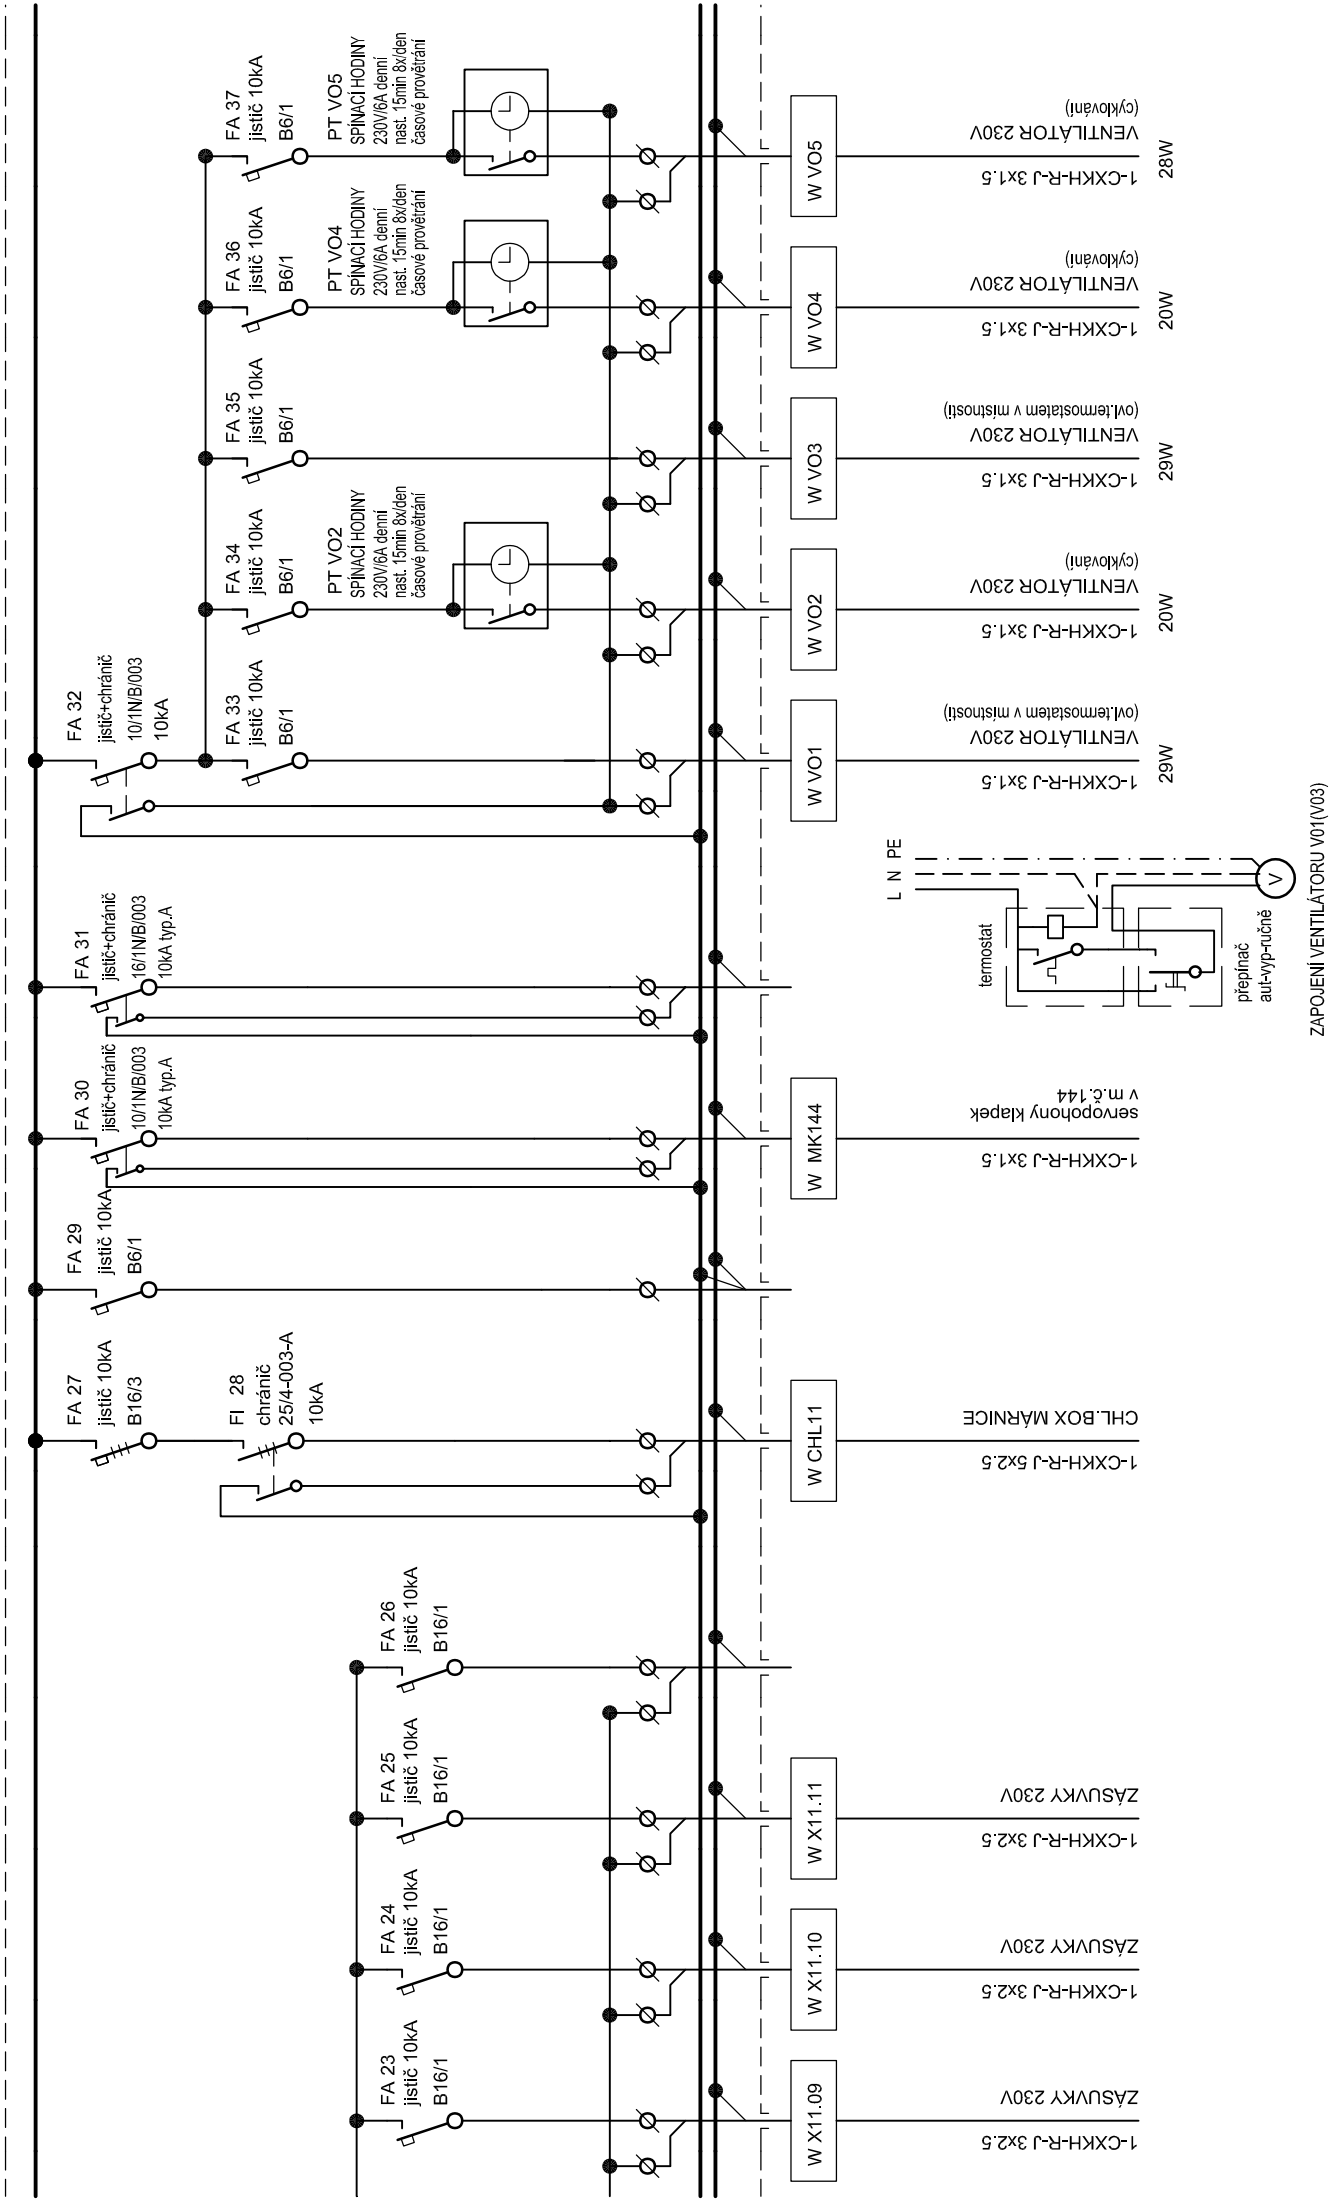 FA 23
jistič 10kA
B16/1
W X11.09
1-CXKH-R-J 3x2.5
ZÁSUVKY 230V
FA 24
jistič 10kA
B16/1
W X11.10
1-CXKH-R-J 3x2.5
ZÁSUVKY 230V
FA 25
jistič 10kA
B16/1
W X11.11
1-CXKH-R-J 3x2.5
ZÁSUVKY 230V
FA 26
jistič 10kA
B16/1
FA 27
jistič 10kA
B16/3
FI 28
chránič
25/4-003-A
10kA
W CHL11
1-CXKH-R-J 5x2.5
CHL.BOX MÁRNICE
FA 29
jistič 10kA
B6/1
FA 30
jistič+chránič
10/1N/B/003
10kA typ.A
W MK144
1-CXKH-R-J 3x1.5
servopohony klapek
v m.č.144
FA 31
jistič+chránič
16/1N/B/003
10kA typ.A
FA 32
jistič+chránič
10/1N/B/003
10kA
FA 33
jistič 10kA
B6/1
W VO1
1-CXKH-R-J 3x1.5
VENTILÁTOR 230V
(ovl.termostatem v místnosti)
29W
FA 34
jistič 10kA
B6/1
PT VO2
SPÍNACÍ HODINY
230V/6A denní
nast. 15min 8x/den
časové provětrání
W VO2
1-CXKH-R-J 3x1.5
VENTILÁTOR 230V
(cyklování)
20W
FA 35
jistič 10kA
B6/1
W VO3
1-CXKH-R-J 3x1.5
VENTILÁTOR 230V
(ovl.termostatem v místnosti)
29W
FA 36
jistič 10kA
B6/1
PT VO4
SPÍNACÍ HODINY
230V/6A denní
nast. 15min 8x/den
časové provětrání
W VO4
1-CXKH-R-J 3x1.5
VENTILÁTOR 230V
(cyklování)
20W
FA 37
jistič 10kA
B6/1
PT VO5
SPÍNACÍ HODINY
230V/6A denní
nast. 15min 8x/den
časové provětrání
W VO5
1-CXKH-R-J 3x1.5
VENTILÁTOR 230V
(cyklování)
28W
L N PE
termostat
přepínač
aut-vyp-ručně
V
ZAPOJENÍ VENTILÁTORU V01(V03)